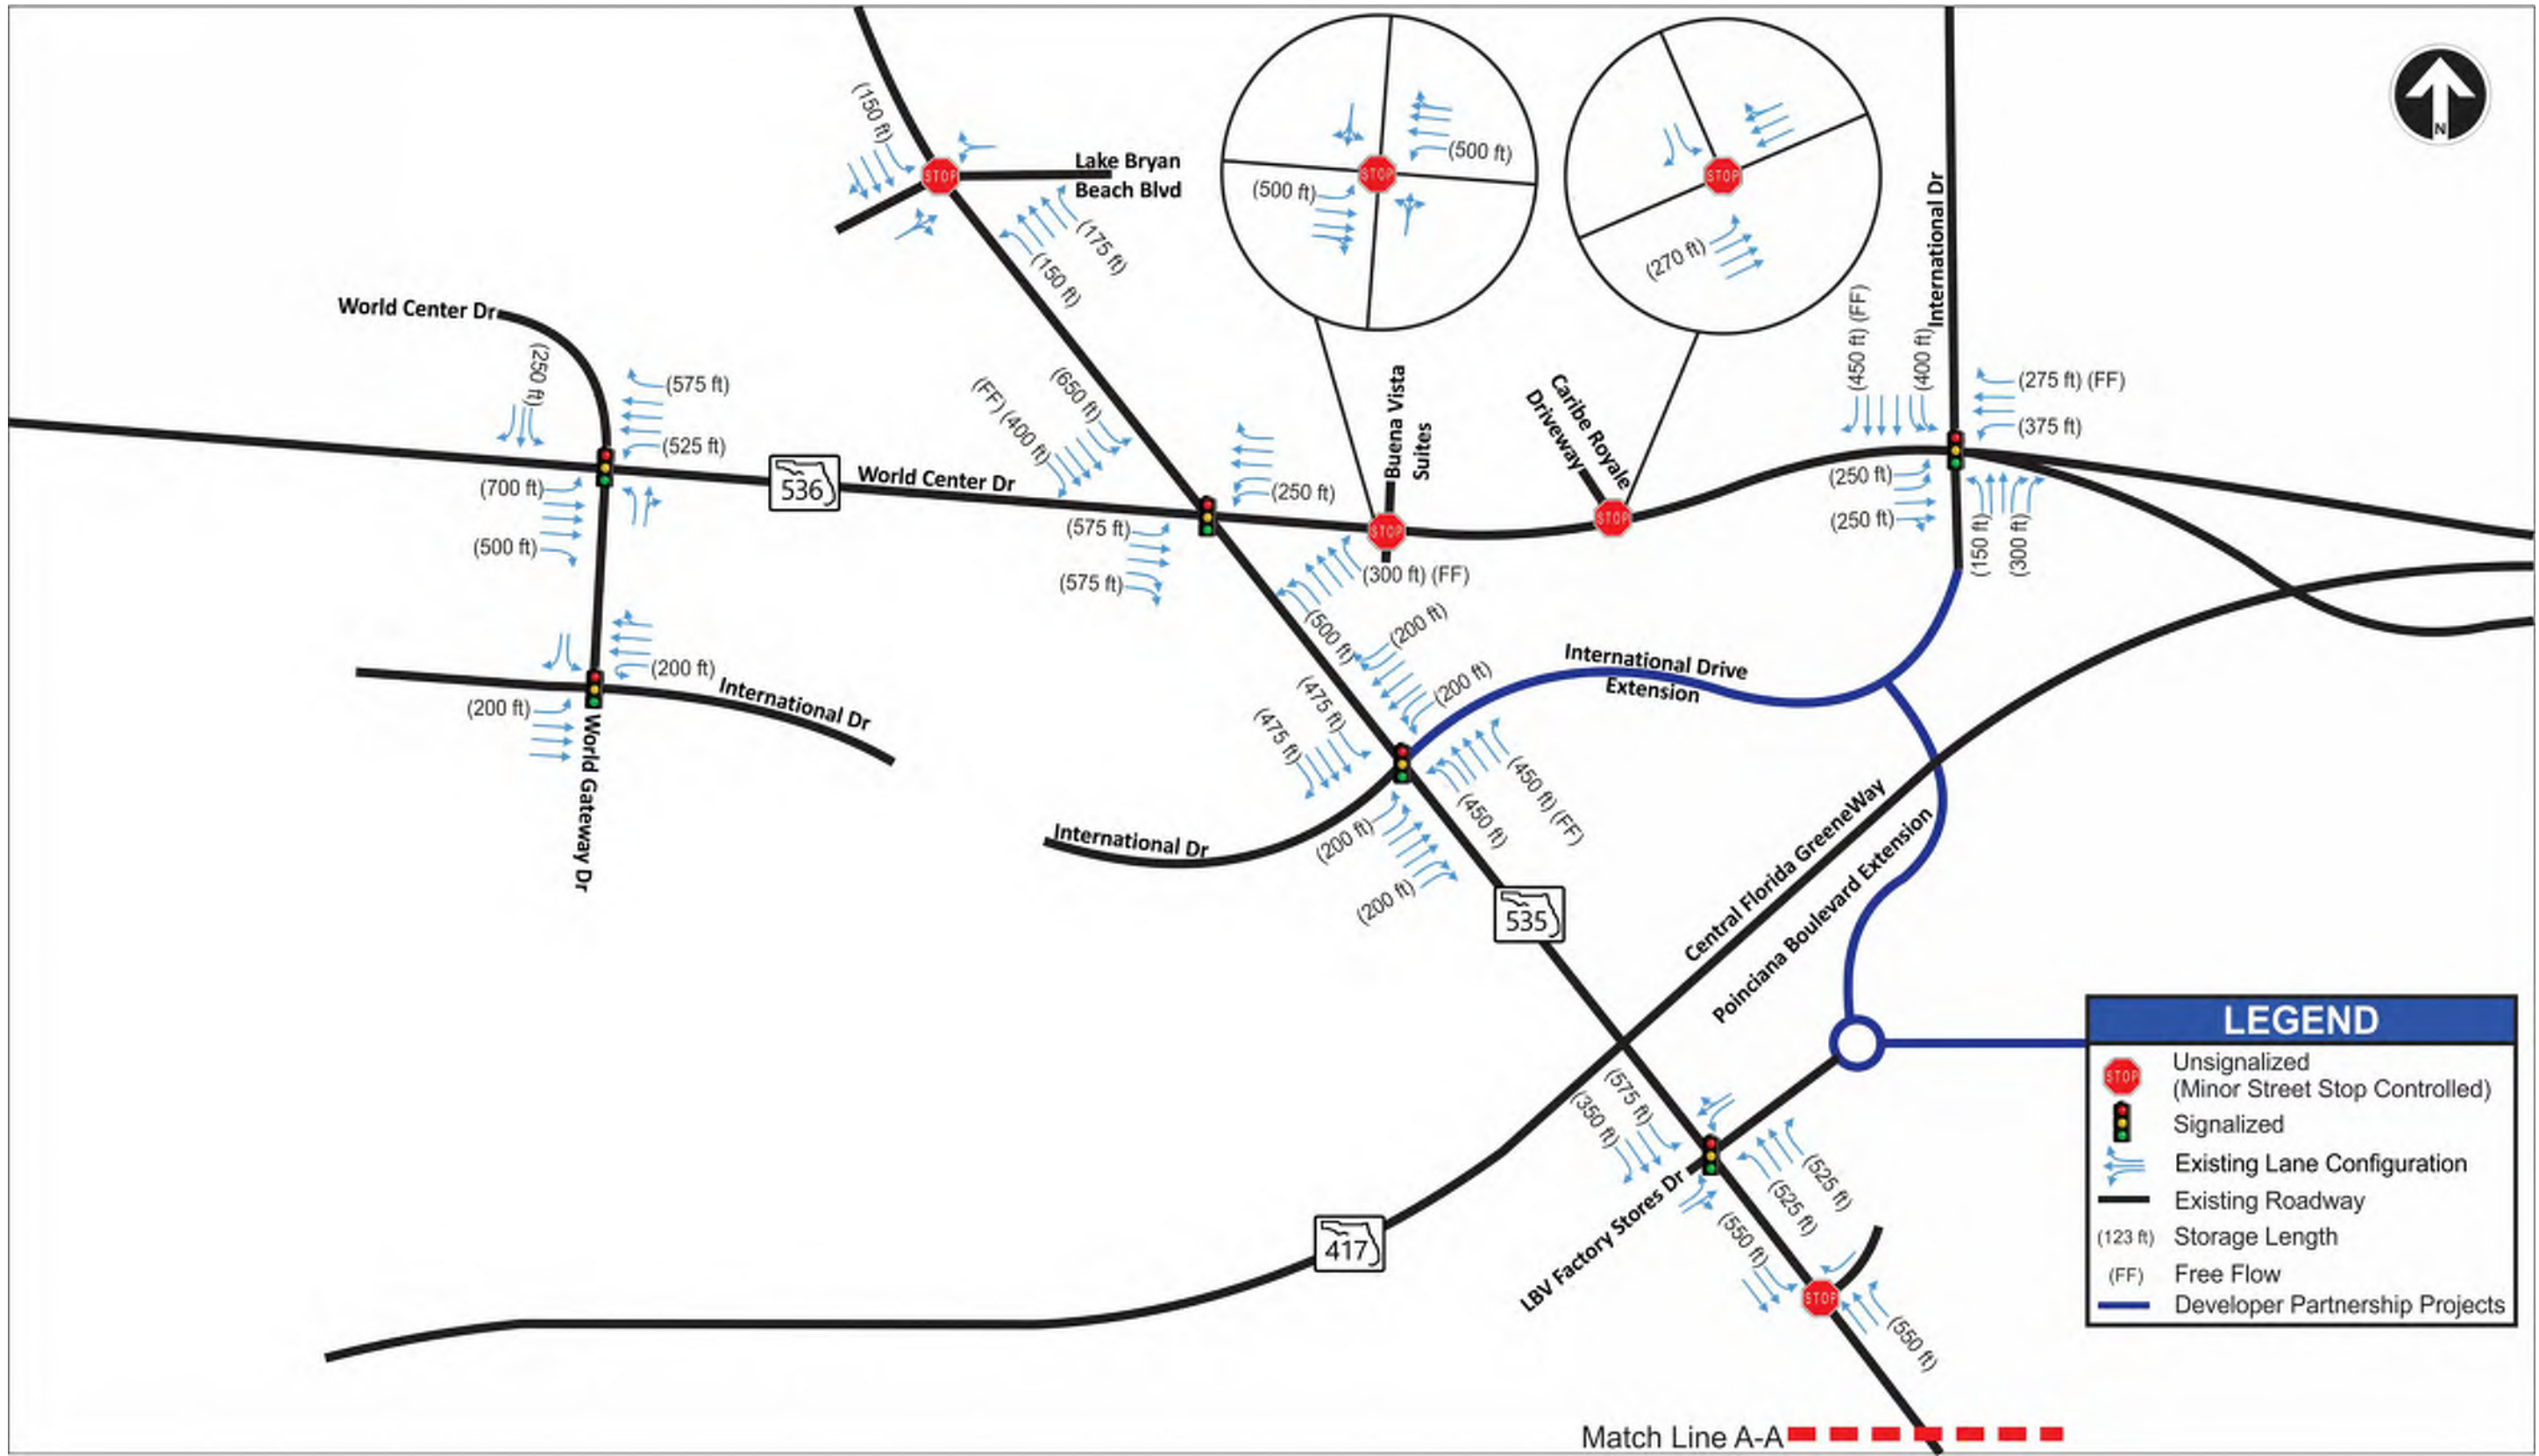 (150 ft)
STOP
Lake Bryan
Beach Blvd
(175 ft)
(150 ft)
(500 ft)
STOP
(500 ft)
STOP
(270 ft)
N
World Center Dr
(250 ft)
(575 ft)
(525 ft)
(700 ft)
(500 ft)
536
World Center Dr
(650 ft)
(FF) (400 ft)
(250 ft)
(575 ft)
(575 ft)
Buena Vista
Suites
STOP
(300 ft) (FF)
(500 ft)
Caribe Royale
Driveway
STOP
International Dr
(450 ft) (FF)
(400 ft)
(275 ft) (FF)
(375 ft)
(250 ft)
(250 ft)
(150 ft)
(300 ft)
(200 ft)
(200 ft)
International Dr
World Gateway Dr
(200 ft)
(200 ft)
(475 ft)
(475 ft)
International Drive
Extension
(450 ft) (FF)
(450 ft)
(200 ft)
(200 ft)
International Dr
535
Central Florida GreeneWay
Poinciana Boulevard Extension
(575 ft)
(350 ft)
(525 ft)
(525 ft)
LBV Factory Stores Dr
(550 ft)
STOP
(550 ft)
417
LEGEND
STOP
Unsignalized
(Minor Street Stop Controlled)
Signalized
Existing Lane Configuration
Existing Roadway
(123 ft) Storage Length
(FF) Free Flow
Developer Partnership Projects
Match Line A-A